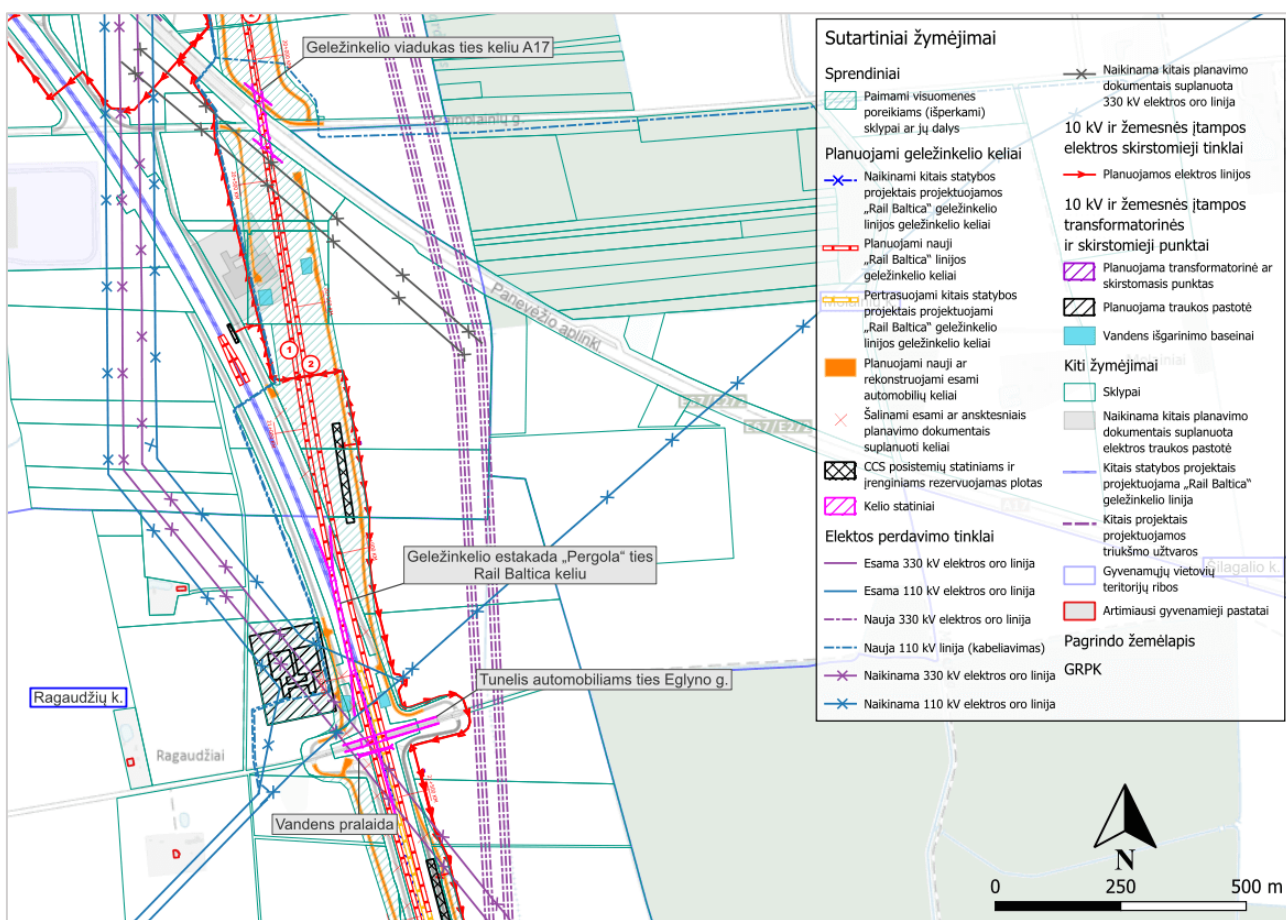 Geležinkelio viadukas ties keliu A17
Pamolainių g.
Panevėžio aplinkl
E67/E272
E67/E272
A17
1
2
Geležinkelio estakada „Pergola“ ties
Rail Baltica keliu
Tunelis automobiliams ties Eglyno g.
Ragaudžių k.
Ragaudžiai
Vandens pralaida
Šilagalio k.
Sutartiniai žymėjimai
Sprendiniai
Paimami visuomenės
poreikiams (išperkami)
sklypai ar jų dalys
Planuojami geležinkelio keliai
Naikinami kitais statybos
projektais projektuojamos
„Rail Baltica“ geležinkelio
linijos geležinkelio keliai
Planuojami nauji
„Rail Baltica“ linijos
geležinkelio keliai
Pertrasuojami kitais statybos
projektais projektuojami
„Rail Baltica“ geležinkelio
linijos geležinkelio keliai
Planuojami nauji ar
rekonstruojami esami
automobilių keliai
Šalinami esami ar ansktesniais
planavimo dokumentais
suplanuoti keliai
CCS posistemių statiniams ir
įrenginiams rezervuojamas plotas
Kelio statiniai
Elektos perdavimo tinklai
Esama 330 kV elektros oro linija
Esama 110 kV elektros oro linija
Nauja 330 kV elektros oro linija
Nauja 110 kV linija (kabeliavimas)
Naikinama 330 kV elektros oro linija
Naikinama 110 kV elektros oro linija
Naikinama kitais planavimo
dokumentais suplanuota
330 kV elektros oro linija
10 kV ir žemesnės įtampos
elektros skirstomieji tinklai
Planuojamos elektros linijos
10 kV ir žemesnės įtampos
transformatorinės
ir skirstomieji punktai
Planuojama transformatorinė ar
skirstomasis punktas
Planuojama traukos pastotė
Vandens išgarinimo baseinai
Kiti žymėjimai
Sklypai
Naikinama kitais planavimo
dokumentais suplanuota
elektros traukos pastotė
Kitais statybos projektais
projektuojama „Rail Baltica“
geležinkelio linija
Kitais projektais
projektuojamos
triukšmo užtvaros
Gyvenamųjų vietovių
teritorijų ribos
Artimiausi gyvenamieji pastatai
Pagrindo žemėlapis
GRPK
N
0 250 500 m